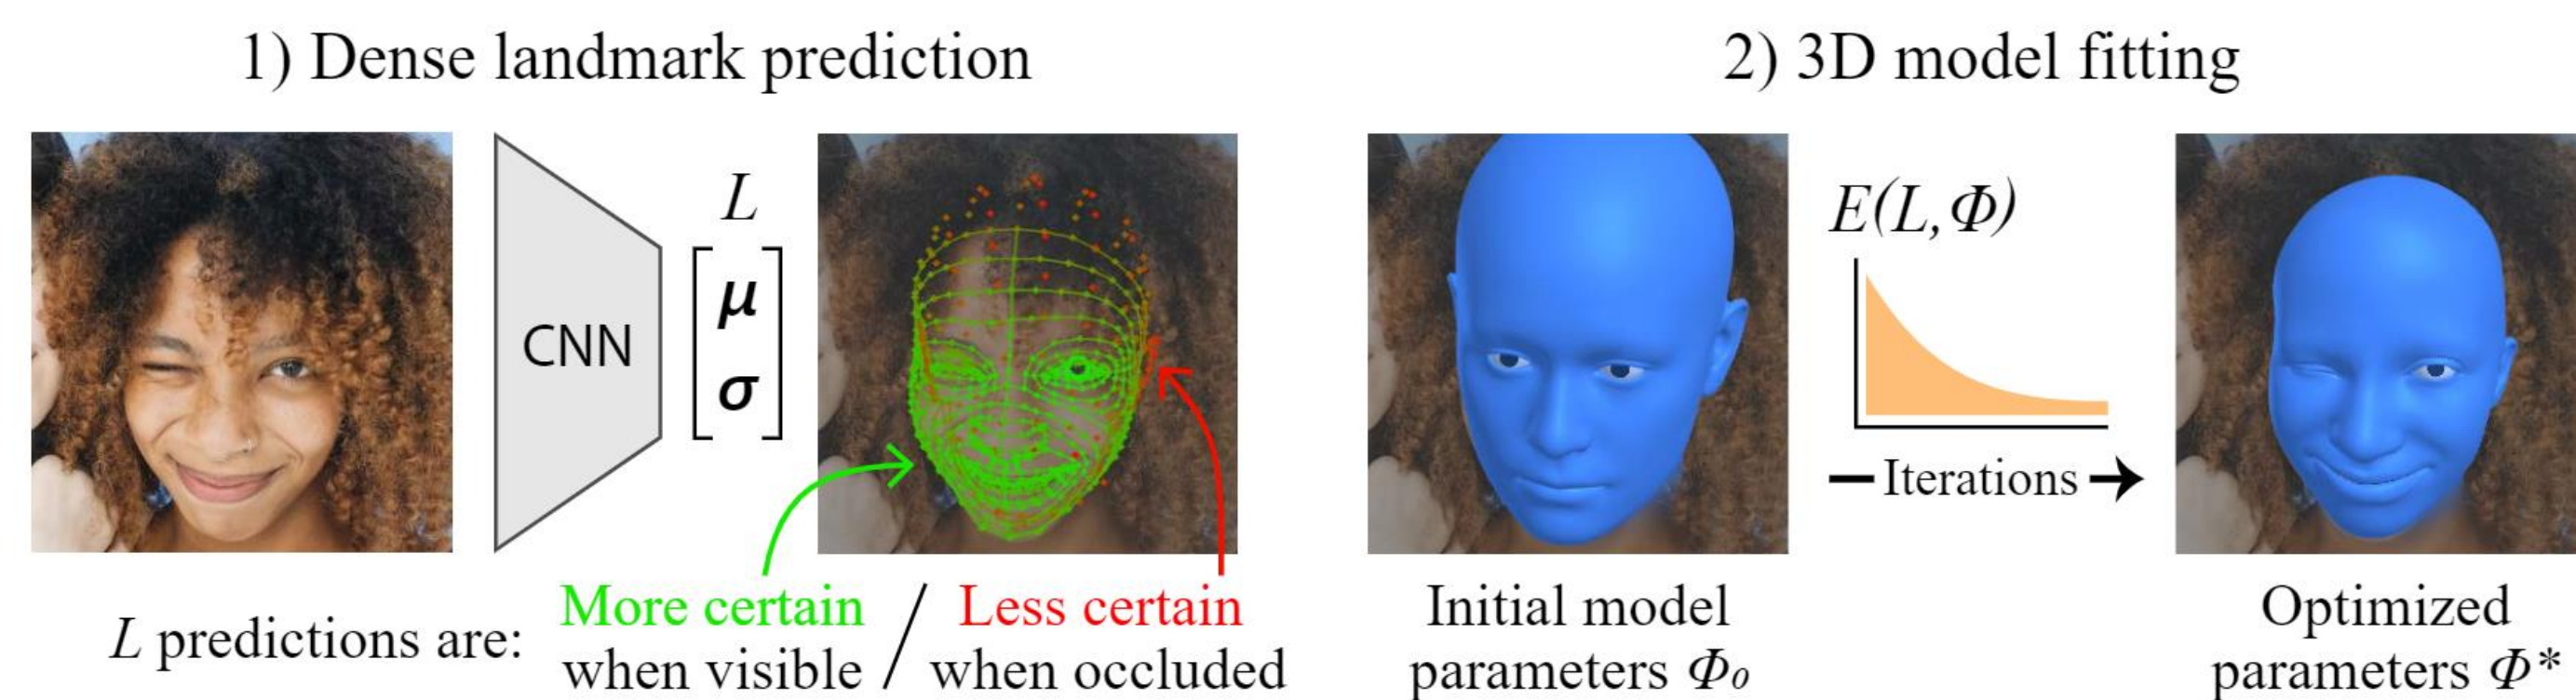 1) Dense landmark prediction
2) 3D model fitting
CNN
L
μ
σ
E(L,Φ)
Iterations
L predictions are:
More certain
when visible
/
Less certain
when occluded
Initial model
parameters Φ₀
Optimized
parameters Φ*